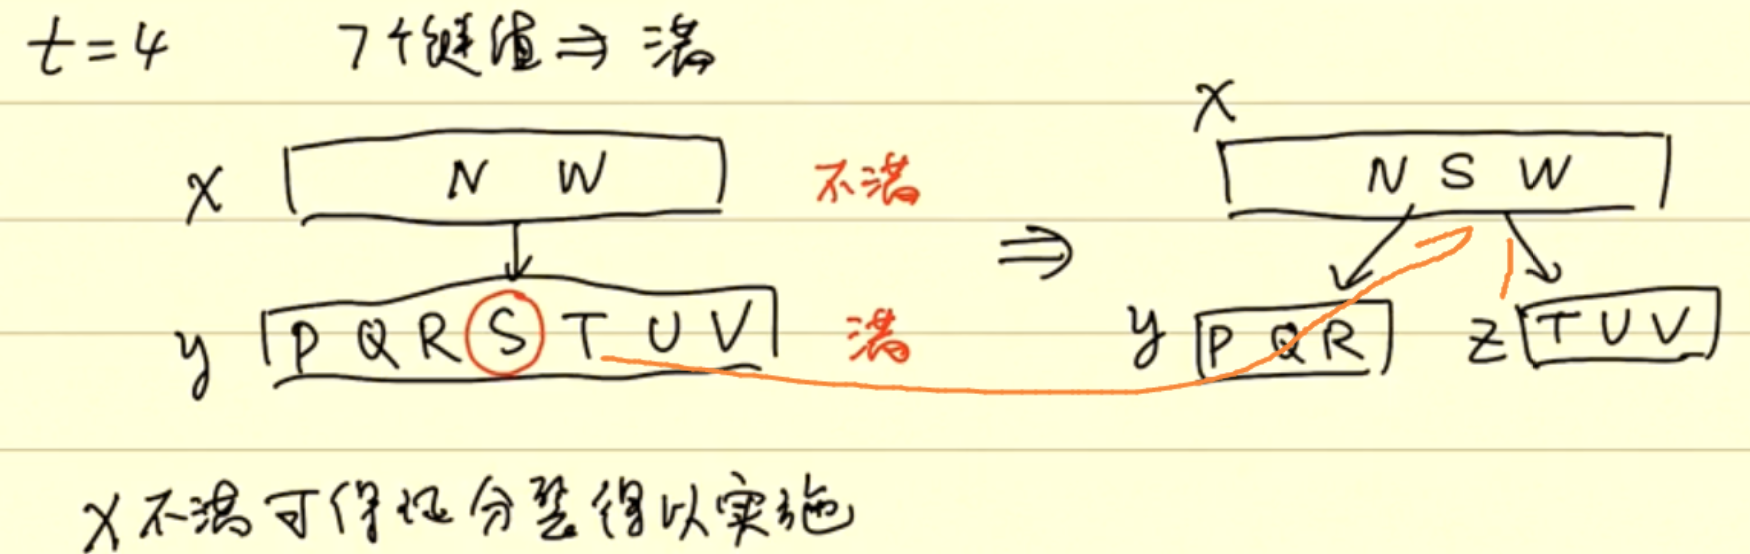 t=4 7个键值⇒满
X
X N W 不满 N S W
⇒
y P Q R S T U V 满 y P Q R z T U V
X不满可保证分裂得以实施